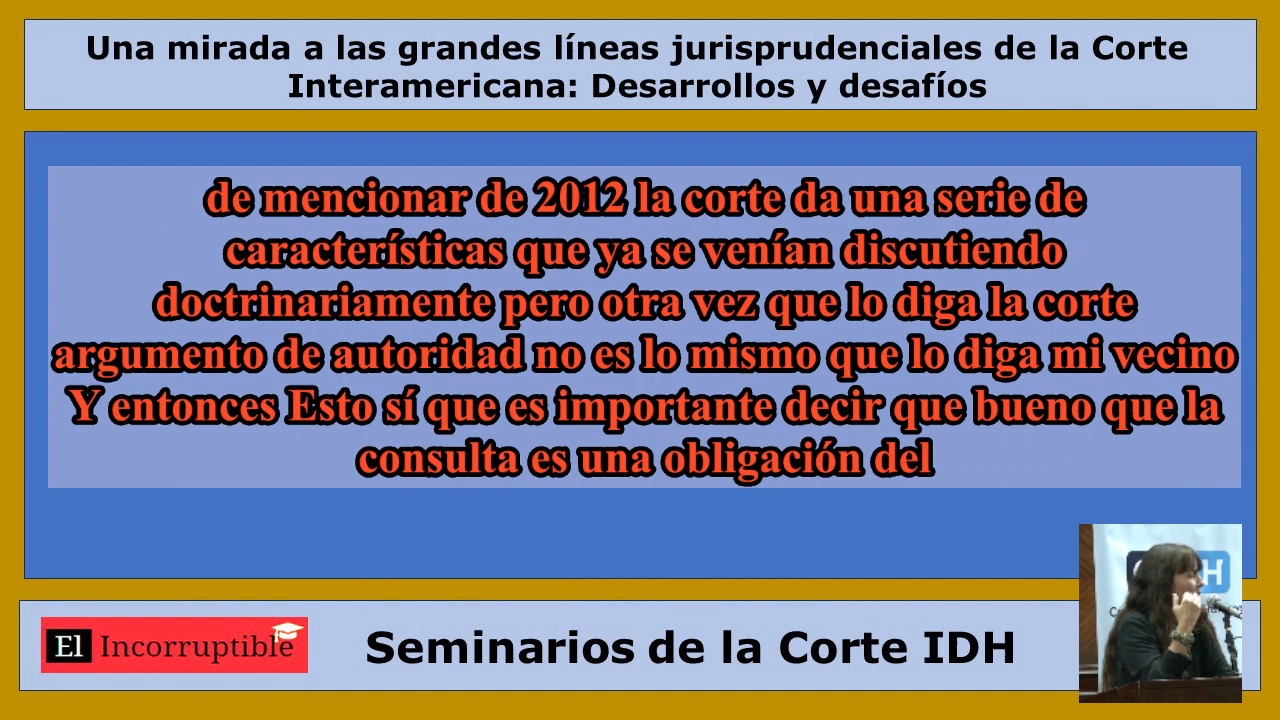 Una mirada a las grandes líneas jurisprudenciales de la Corte
Interamericana: Desarrollos y desafíos
de mencionar de 2012 la corte da una serie de
características que ya se venían discutiendo
doctrinariamente pero otra vez que lo diga la corte
argumento de autoridad no es lo mismo que lo diga mi vecino
Y entonces Esto sí que es importante decir que bueno que la
consulta es una obligación del
El Incorruptible
Seminarios de la Corte IDH